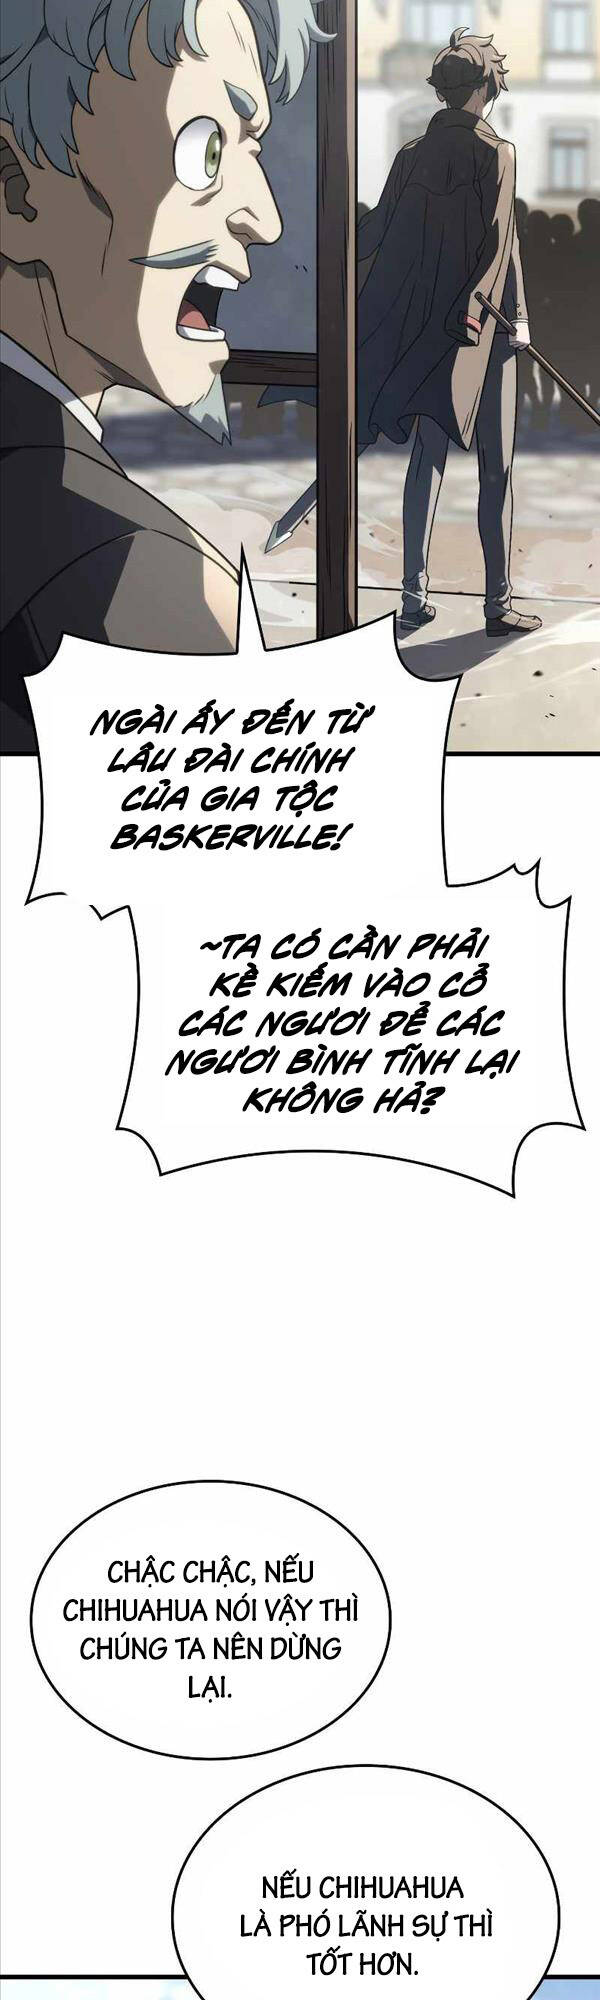 NGÀI ẤY ĐẾN TỪ
LÂU ĐÀI CHÍNH
CỦA GIA TỘC
BASKERVILLE!
~TA CÓ CẦN PHẢI
KỀ KIẾM VÀO CỔ
CÁC NGƯƠI ĐỂ CÁC
NGƯƠI BÌNH TĨNH LẠI
KHÔNG HẢ?
CHẬC CHẬC, NẾU
CHIHUAHUA NÓI VẬY THÌ
CHÚNG TA NÊN DỪNG
LẠI.
NẾU CHIHUAHUA
LÀ PHÓ LÃNH SỰ THÌ
TỐT HƠN.